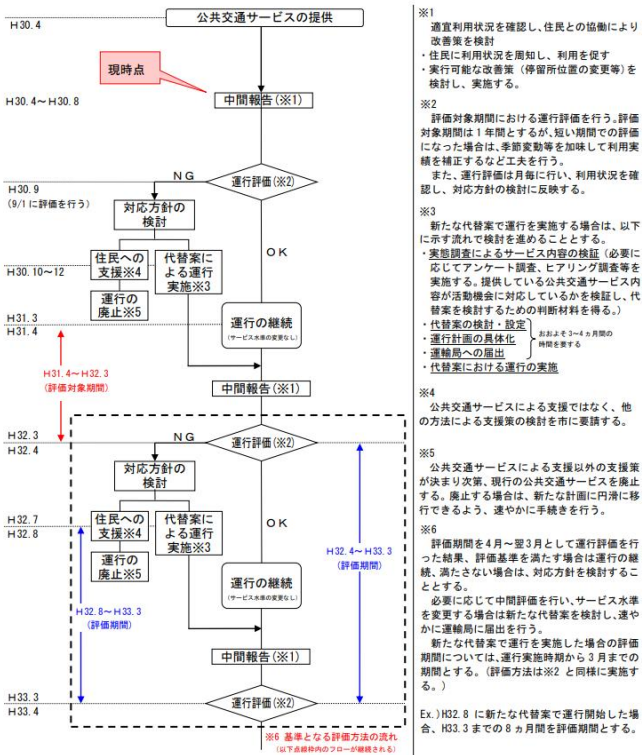 H30.4
公共交通サービスの提供
現時点
H30.4～H30.8
中間報告(※1)
NG
運行評価(※2)
H30.9
(9/1に評価を行う)
対応方針の
検討
OK
住民への
支援※4
代替案に
よる運行
実施※3
H30.10～12
運行の
廃止※5
H31.3
H31.4
運行の継続
(サービス水準の変更なし)
H31.4～H32.3
(評価対象期間)
中間報告(※1)
H32.3
H32.4
NG
運行評価(※2)
対応方針の
検討
H32.7
H32.8
住民への
支援※4
代替案に
よる運行
実施※3
OK
H32.4～H33.3
(評価期間)
運行の
廃止※5
運行の継続
(サービス水準の変更なし)
H32.8～H33.3
(評価期間)
中間報告(※1)
H33.3
H33.4
運行評価(※2)
※6 基準となる評価方法の流れ
(以下点線枠内のフローが継続される)
※1
適宜利用状況を確認し、住民との協働により
改善策を検討
・住民に利用状況を周知し、利用を促す
・実行可能な改善策（停留所位置の変更等)を
検討し、実施する。
※2
評価対象期間における運行評価を行う。評価
対象期間は1年間とするが、短い期間での評価
になった場合は、季節変動等を加味して利用実
績を補正するなど工夫を行う。
また、運行評価は月毎に行い、利用状況を確
認し、対応方針の検討に反映する。
※3
新たな代替案で運行を実施する場合は、以下
に示す流れで検討を進めることとする。
・実態調査によるサービス内容の検証（必要に
応じてアンケート調査、ヒアリング調査等を
実施する。提供している公共交通サービス内
容が活動機会に対応しているかを検証し、代
替案を検討するための判断材料を得る。）
・代替案の検討・設定
・運行計画の具体化
・運輸局への届出
おおよそ3～4ヵ月間の
時間を要する
・代替案における運行の実施
※4
公共交通サービスによる支援ではなく、他
の方法による支援策の検討を市に要請する。
※5
公共交通サービスによる支援以外の支援策
が決まり次第、現行の公共交通サービスを廃止
する。廃止する場合は、新たな計画に円滑に移
行できるよう、速やかに手続きを行う。
※6
評価期間を4月～翌3月として運行評価を行
った結果、評価基準を満たす場合は運行の継
続、満たさない場合は、対応方針を検討するこ
ととする。
必要に応じて中間評価を行い、サービス水準
を変更する場合は新たな代替案を検討し、速や
かに運輸局に届出を行う。
新たな代替案で運行を実施した場合の評価
期間については、運行実施時期から3月までの
期間とする。（評価方法は※2 と同様に実施す
る。）
Ex.)H32.8 に新たな代替案で運行開始した場
合、H33.3 までの8ヵ月間を評価期間とする。